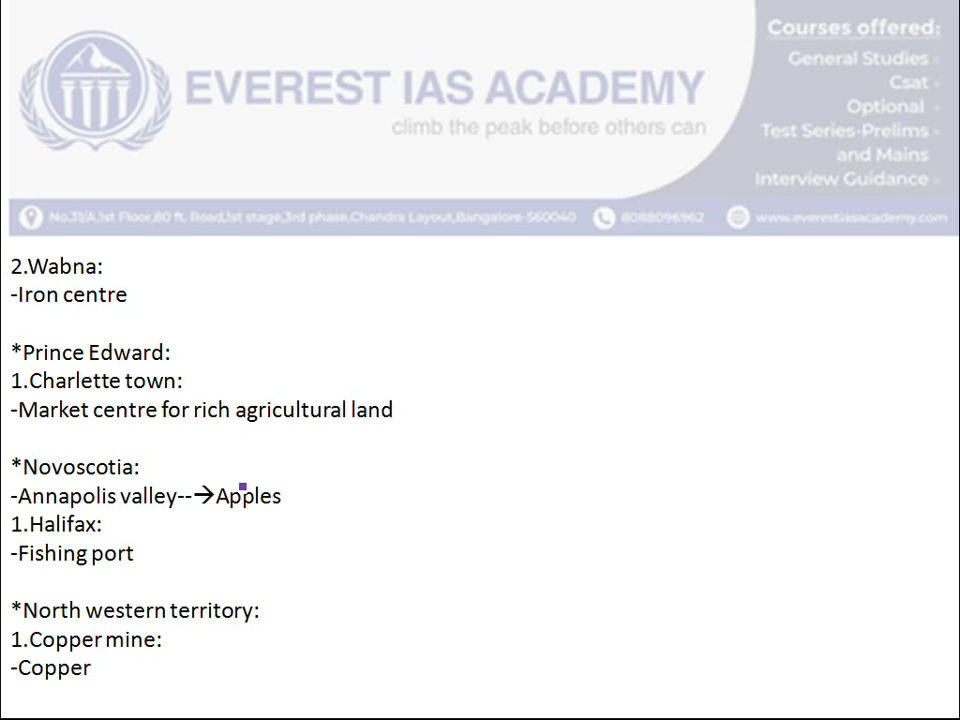 EVEREST IAS ACADEMY
climb the peak before others can
Courses offered:
General Studies
Csat
Optional
Test Series-Prelims
and Mains
Interview Guidance
No.31/A,1st Floor,80 ft. Road,1st stage,3rd phase,Chandra Layout,Bangalore-560040 8088096962 www.everestiasacademy.com
2.Wabna:
-Iron centre
*Prince Edward:
1.Charlette town:
-Market centre for rich agricultural land
*Novoscotia:
-Annapolis valley--→Apples
1.Halifax:
-Fishing port
*North western territory:
1.Copper mine:
-Copper